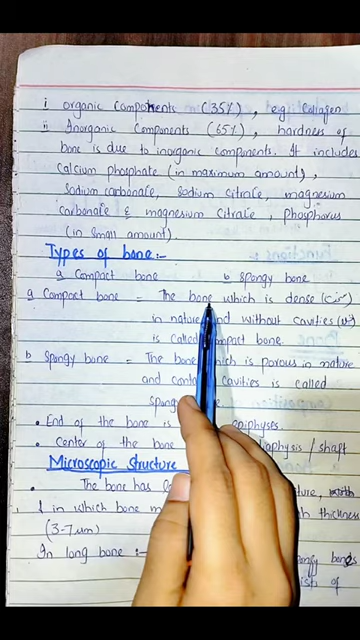 i organic components (35%), e.g. Collagen
ii Inorganic Components (65%), hardness of
bone is due to inorganic components. It includes
Calcium phosphate (in maximum amount),
Sodium carbonate, Sodium citrate, magnesium
carbonate & magnesium citrate, phosphorus
(in small amount).
Types of bone:-
a compact bone b spongy bone
a Compact bone = The bone which is dense
in nature and without cavities
is called compact bone.
b Spongy bone = The bone which is porous in nature
and cavities is called
Spong
• End of the bone is epiphyses.
• Center of the bone / shaft
Microscopic Structure
• The bone has
in which bone thickness
(3-7 um)
In long bone :-
of